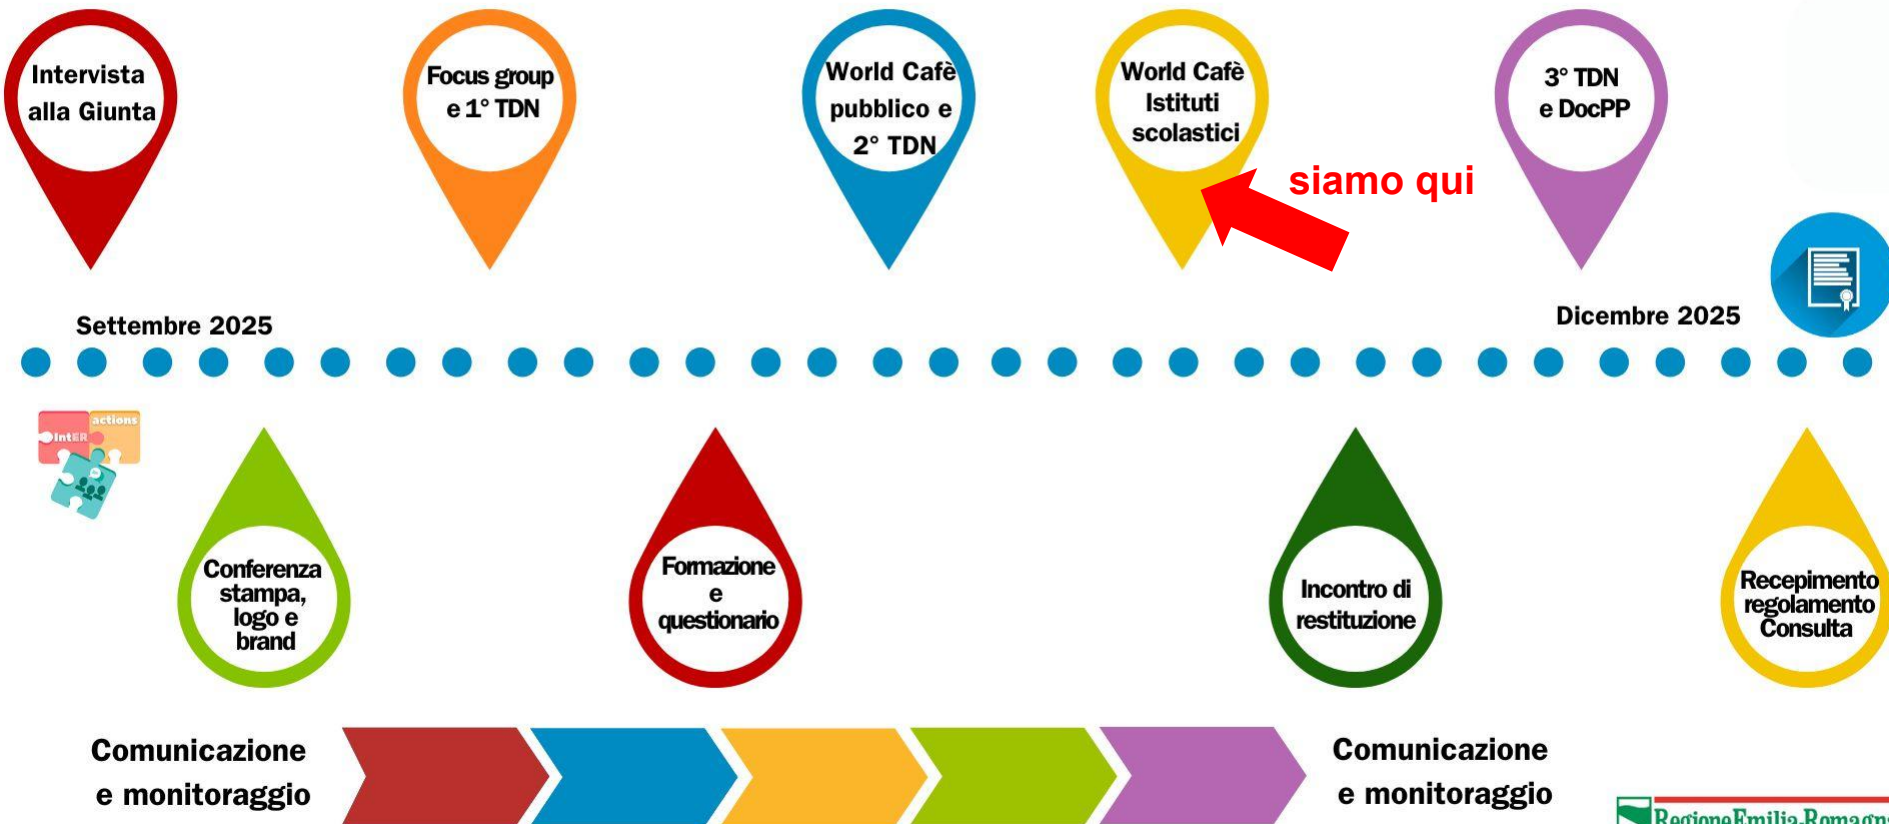 Intervista
alla Giunta
Focus group
e 1° TDN
World Cafè
pubblico e
2° TDN
World Cafè
Istituti
scolastici
3° TDN
e DocPP
siamo qui
Settembre 2025
Dicembre 2025
actions
IntER
Conferenza
stampa,
logo e
brand
Formazione
e
questionario
Incontro di
restituzione
Recepimento
regolamento
Consulta
Comunicazione
e monitoraggio
Comunicazione
e monitoraggio
RegioneEmilia-Romagna